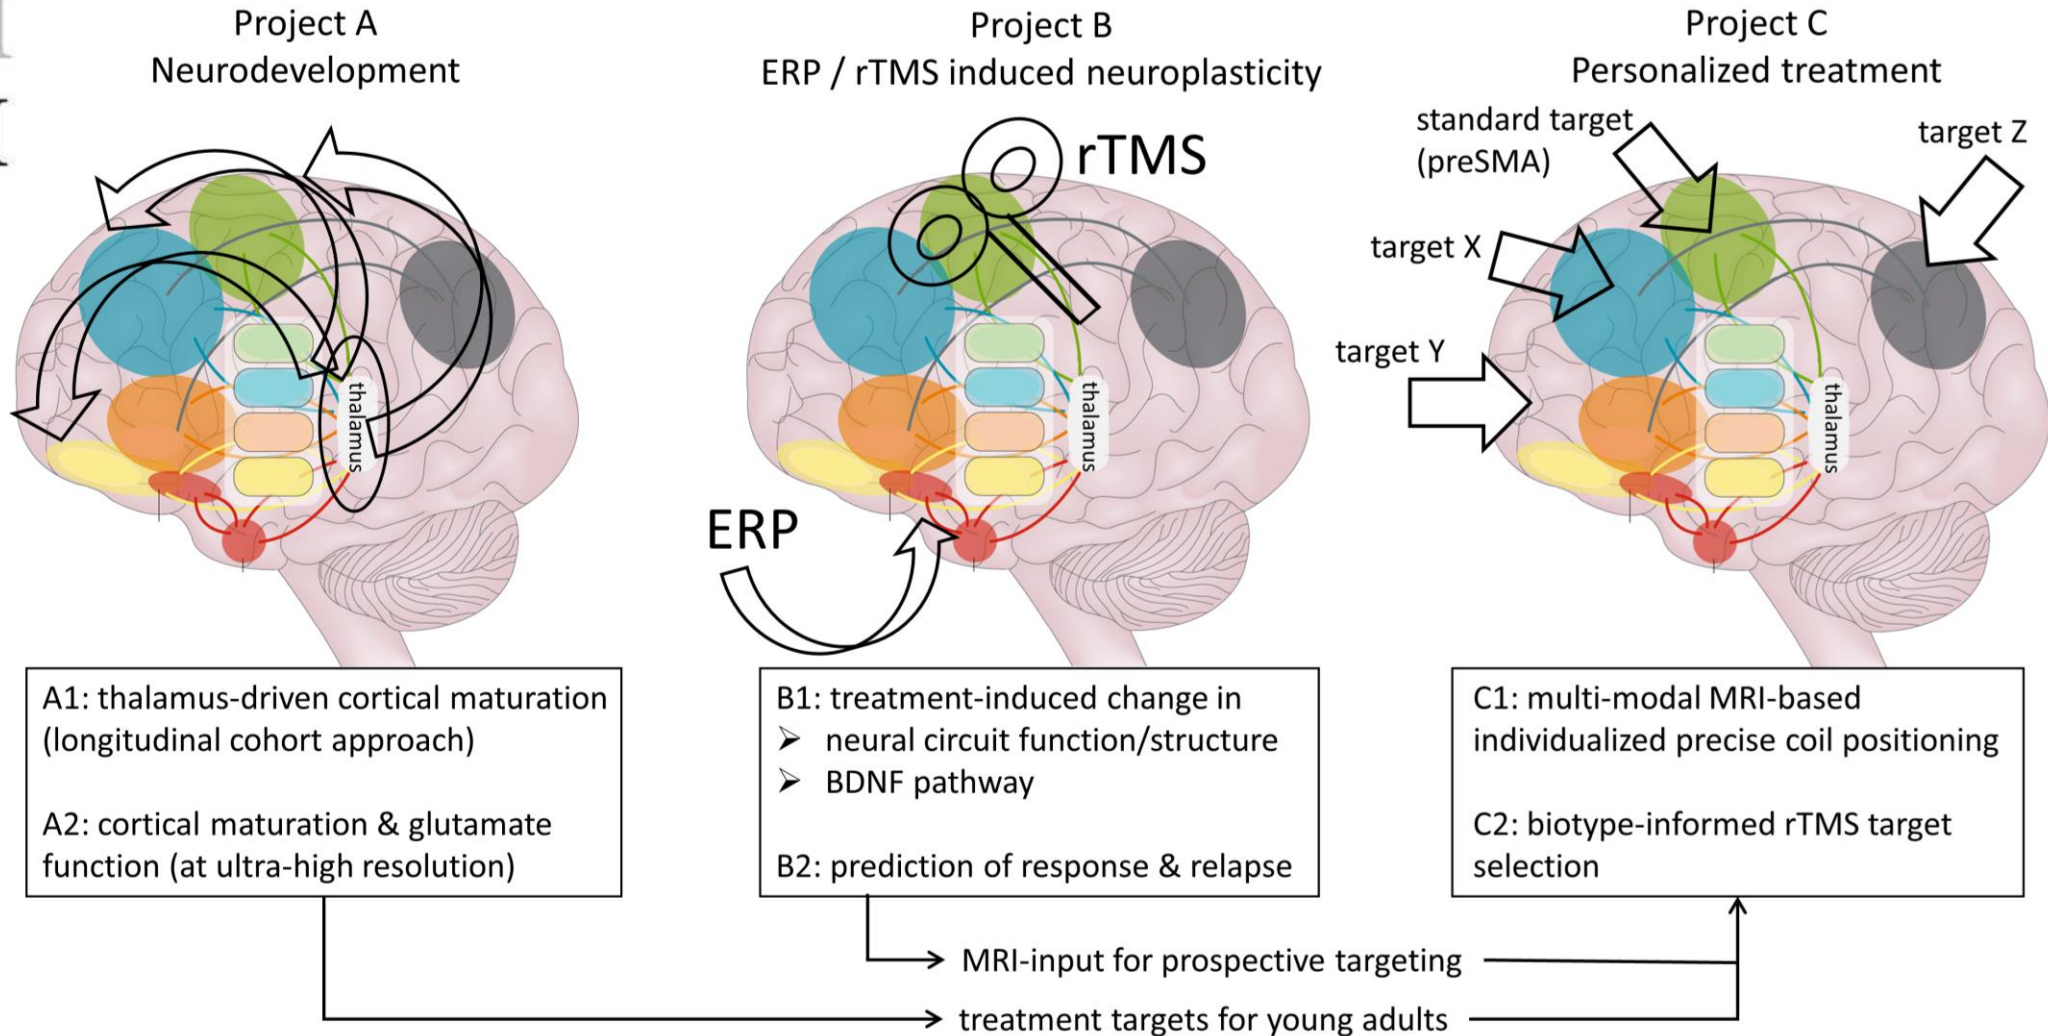 Project A
Neurodevelopment
thalamus
A1: thalamus-driven cortical maturation
(longitudinal cohort approach)
A2: cortical maturation & glutamate
function (at ultra-high resolution)
Project B
ERP / rTMS induced neuroplasticity
rTMS
thalamus
ERP
B1: treatment-induced change in
➢ neural circuit function/structure
➢ BDNF pathway
B2: prediction of response & relapse
Project C
Personalized treatment
standard target
(preSMA)
target Z
target X
target Y
thalamus
C1: multi-modal MRI-based
individualized precise coil positioning
C2: biotype-informed rTMS target
selection
MRI-input for prospective targeting
treatment targets for young adults